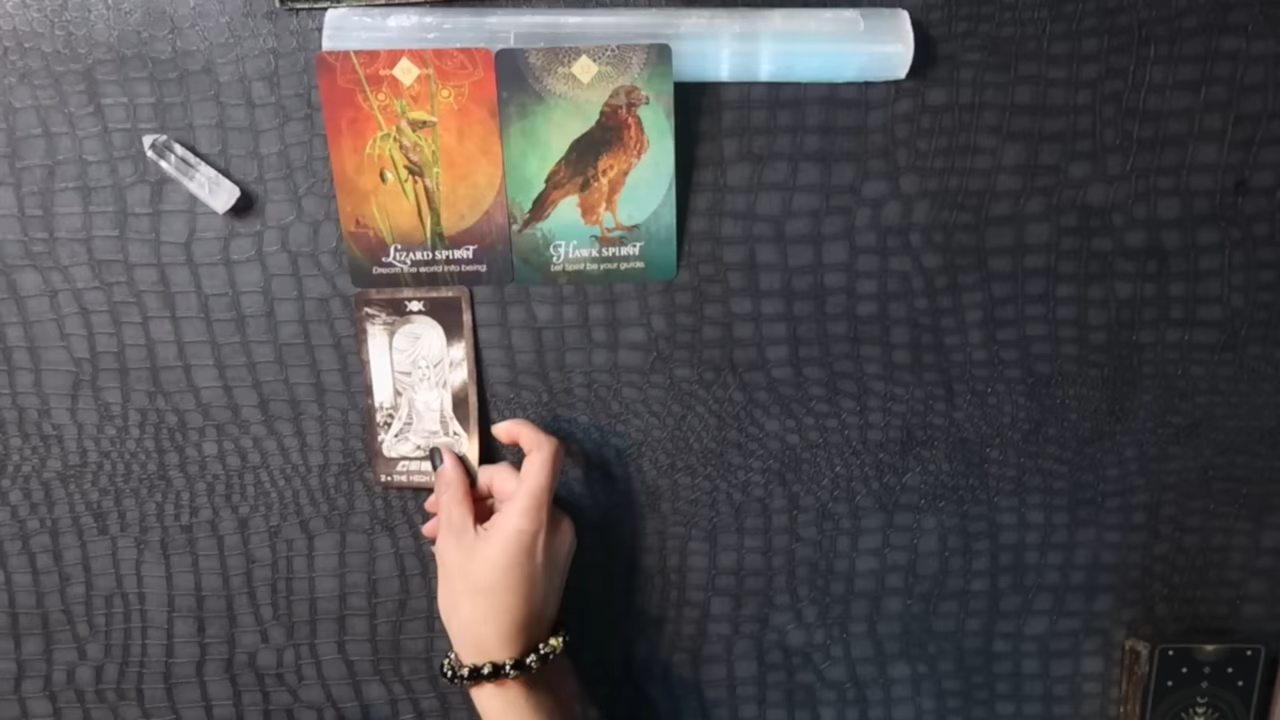 LIZARD SPIRIT
Dream the world into being.
HAWK SPIRIT
Let Spirit be your guide.
2 THE HIGH